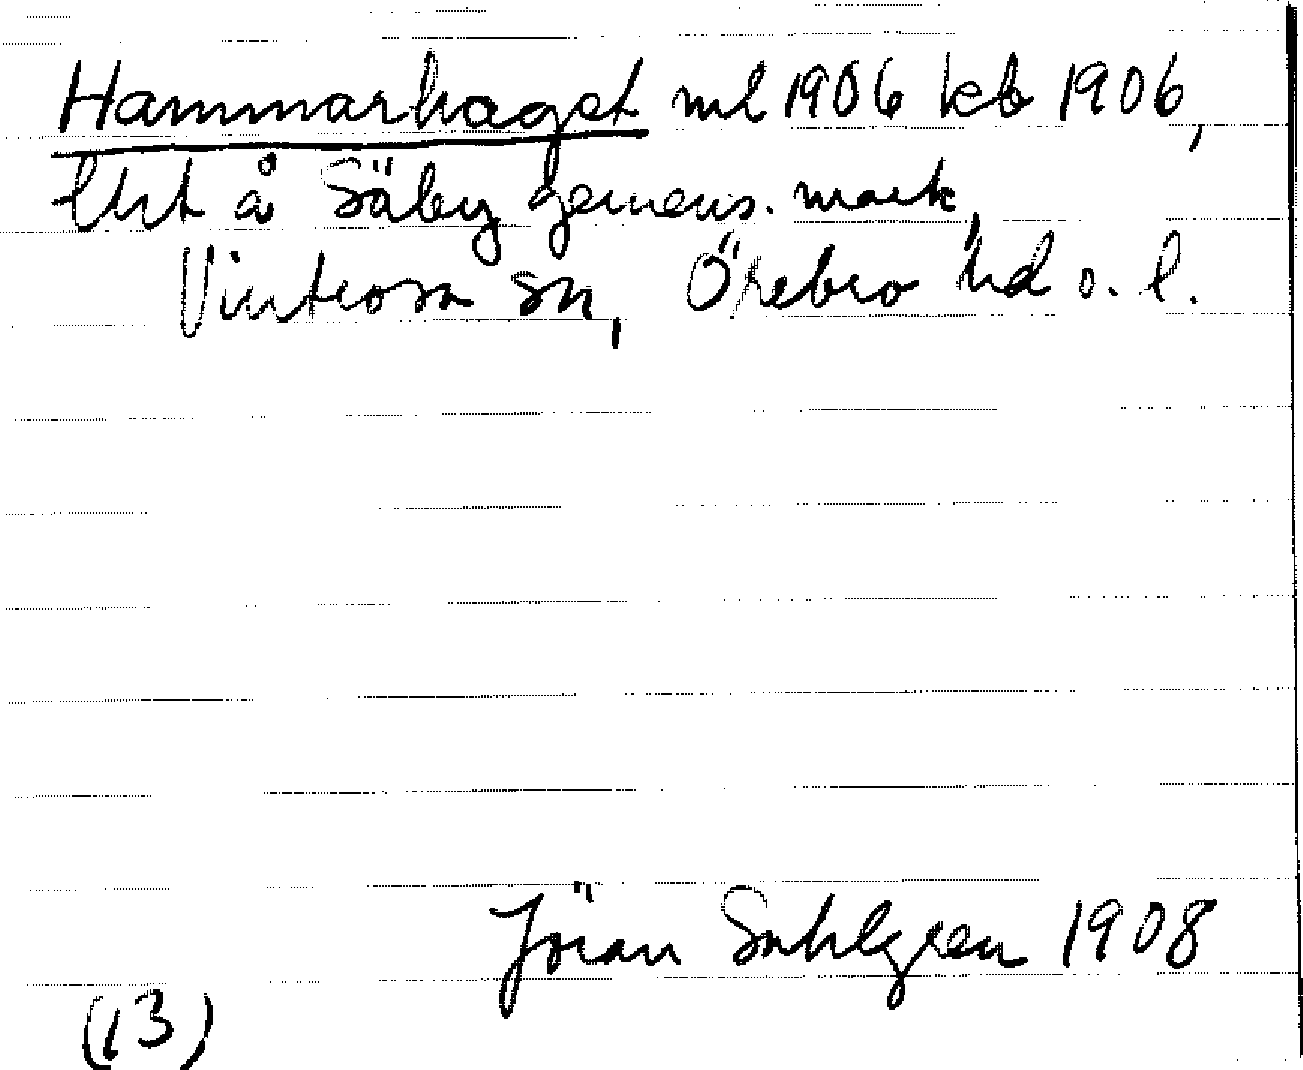 Hammarhaget ml 1906 kb 1906,
lht å Säby gemens. mark,
Vintrosa sn, Örebro hd o. l.
Jöran Sahlgren 1908
(13)